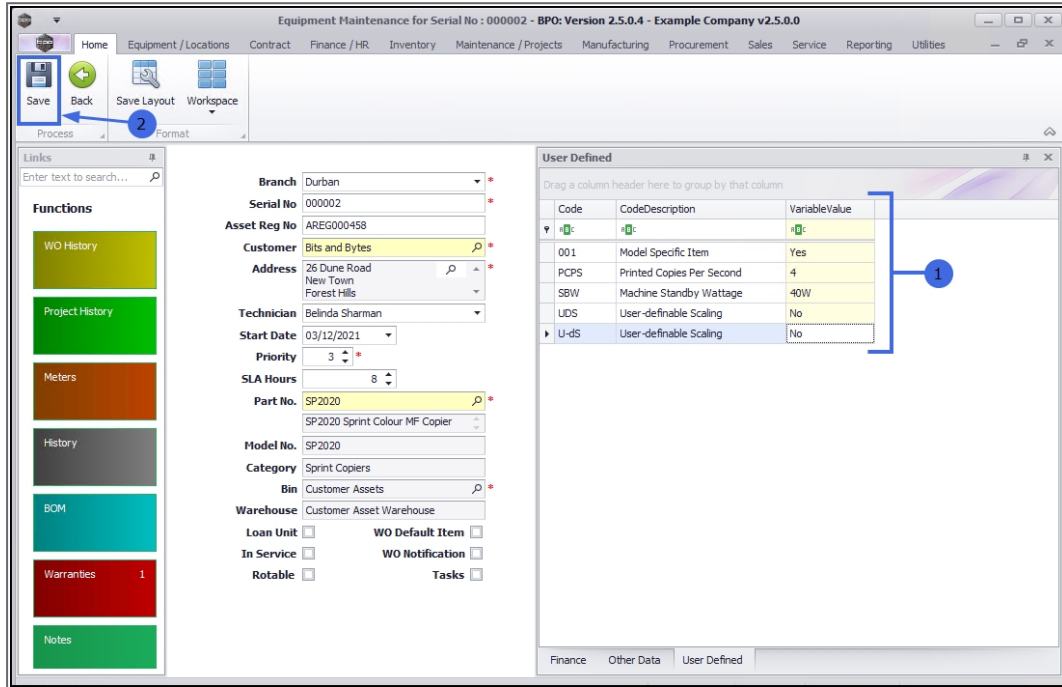 Equipment Maintenance for Serial No : 000002 - BPO: Version 2.5.0.4 - Example Company v2.5.0.0
Home Equipment / Locations Contract Finance / HR Inventory Maintenance / Projects Manufacturing Procurement Sales Service Reporting Utilities
Save Back Save Layout Workspace
2
Process Format
Links
Enter text to search...
Functions
WO History
Project History
Meters
History
BOM
Warranties 1
Notes
Branch Durban *
Serial No 000002 *
Asset Reg No AREG000458
Customer Bits and Bytes *
Address 26 Dune Road *
New Town
Forest Hills
Technician Belinda Sharman
Start Date 03/12/2021
Priority 3 *
SLA Hours 8
Part No. SP2020 *
SP2020 Sprint Colour MF Copier
Model No. SP2020
Category Sprint Copiers
Bin Customer Assets *
Warehouse Customer Asset Warehouse
Loan Unit WO Default Item
In Service WO Notification
Rotable Tasks
User Defined
Drag a column header here to group by that column
Code CodeDescription VariableValue
001 Model Specific Item Yes
PCPS Printed Copies Per Second 4
SBW Machine Standby Wattage 40W
UDS User-definable Scaling No
U-dS User-definable Scaling No
1
Finance Other Data User Defined